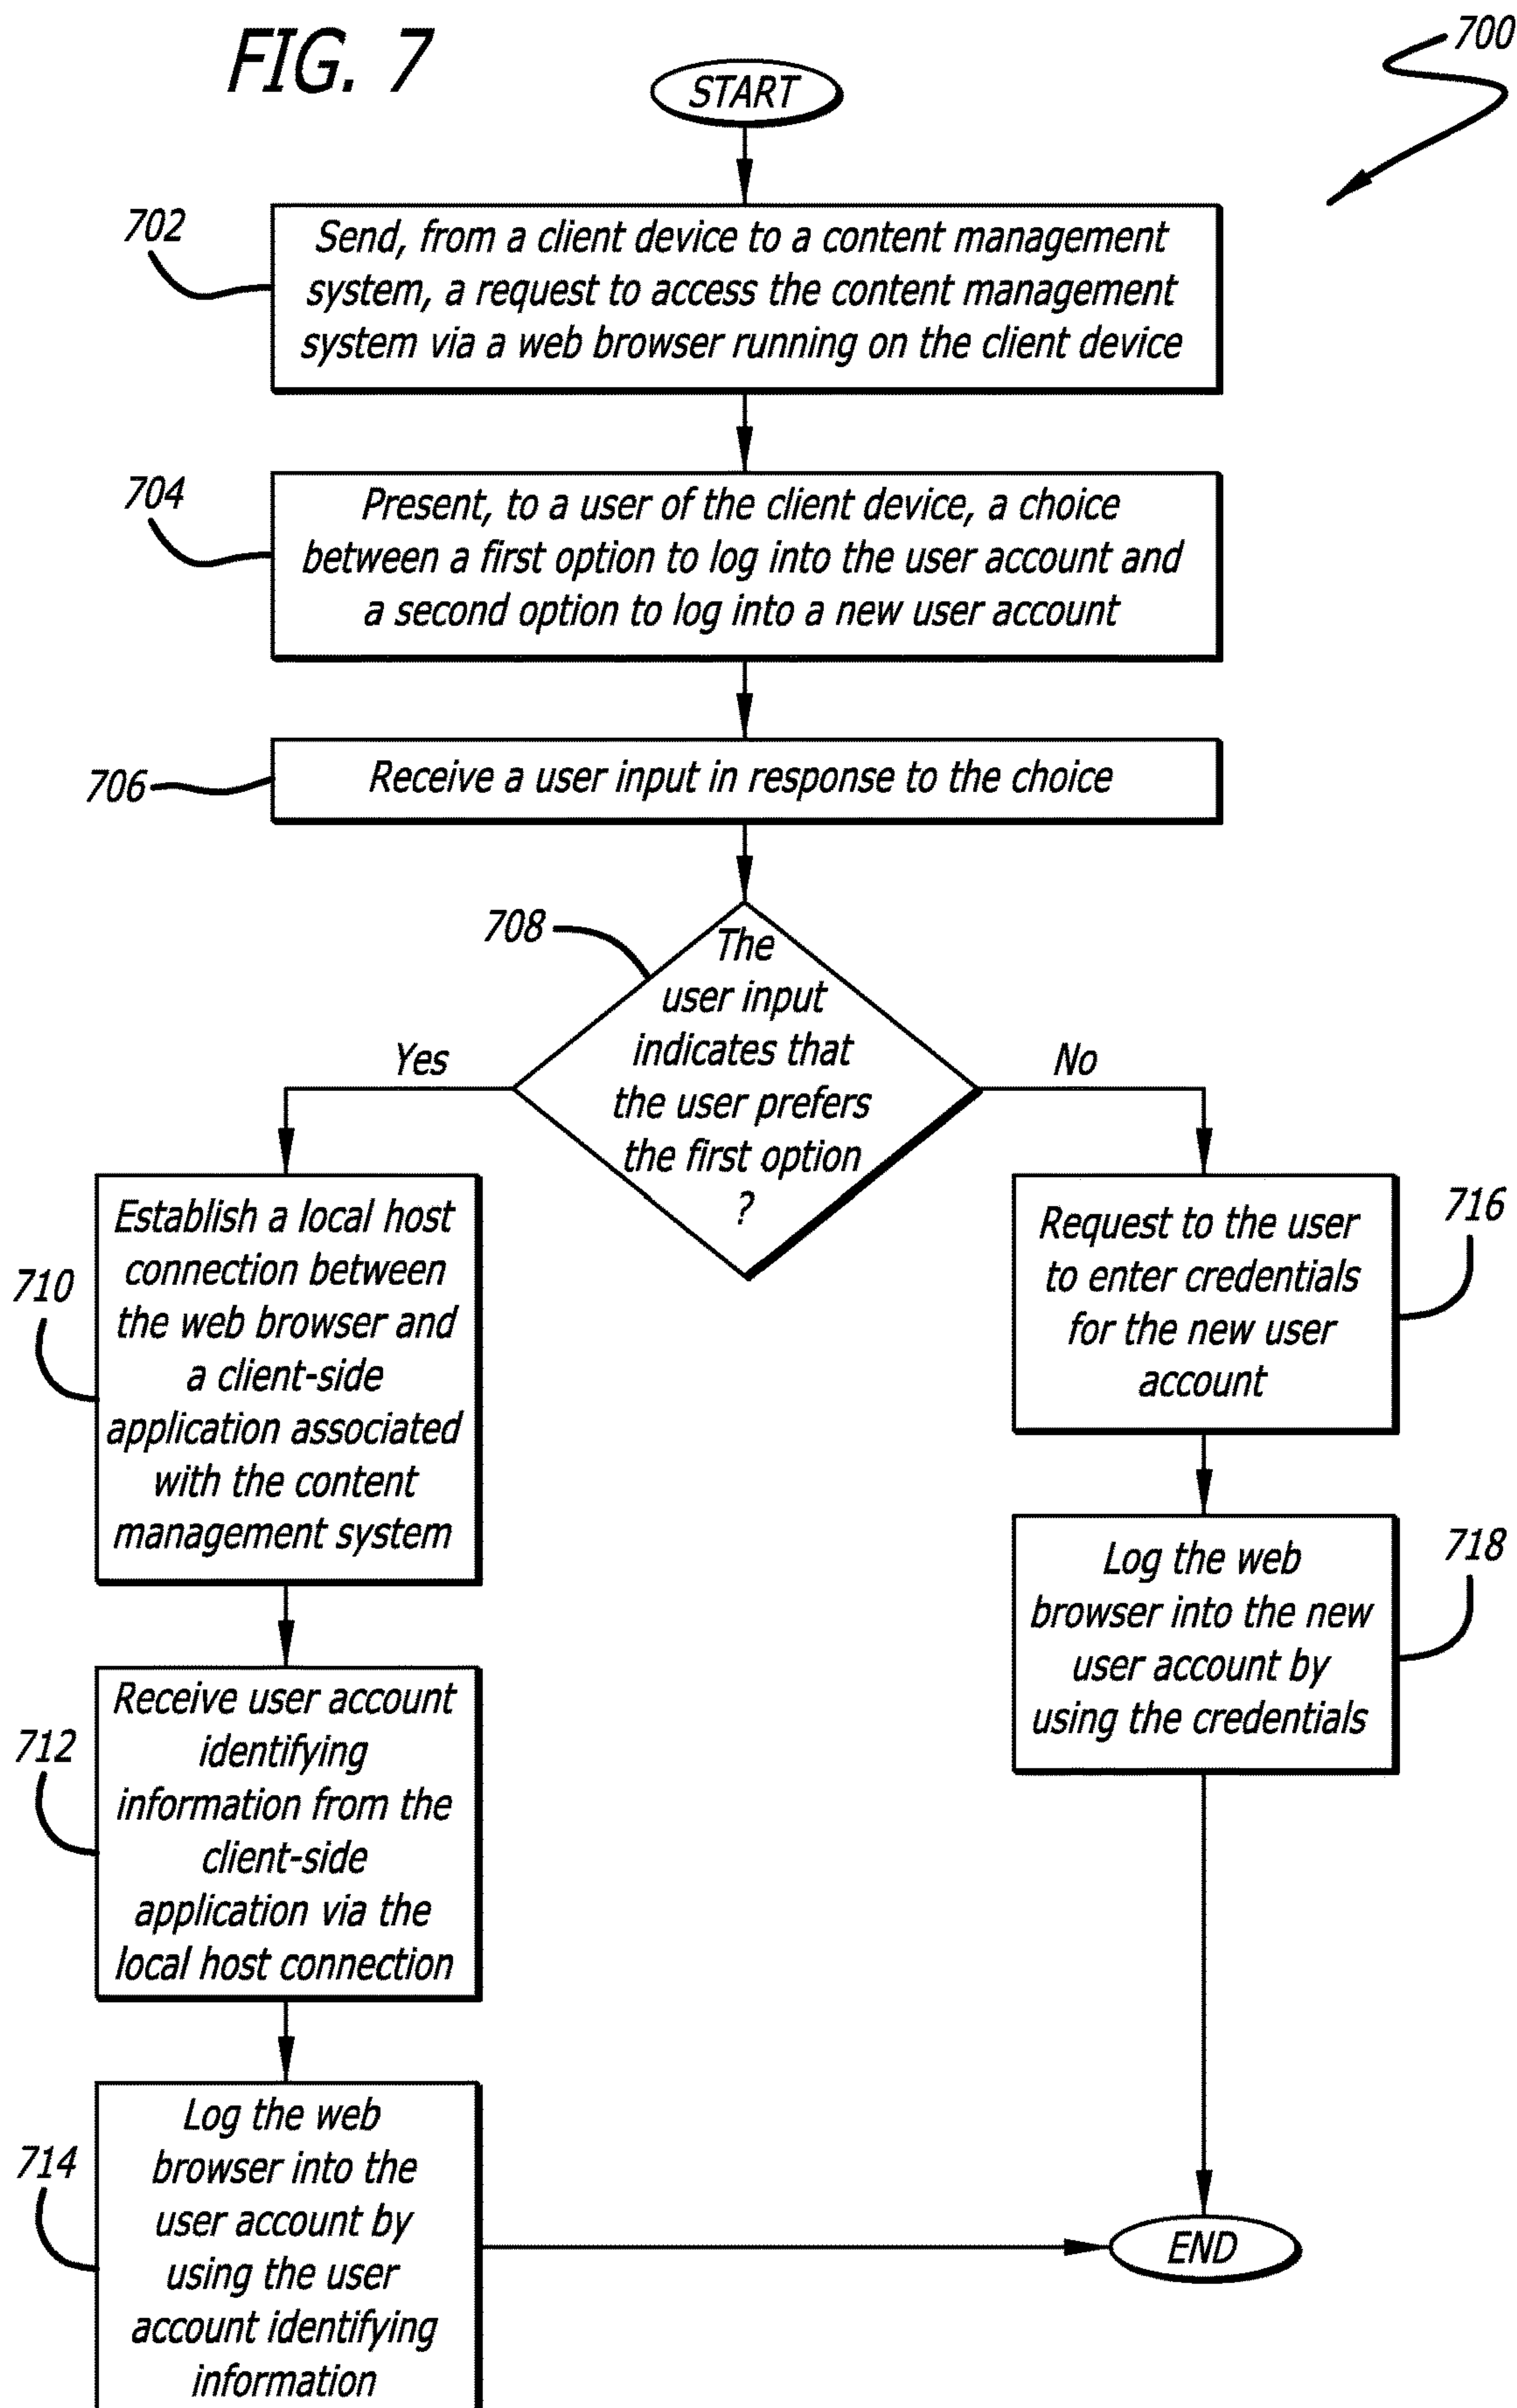 FIG. 7
700
START
702
Send, from a client device to a content management
system, a request to access the content management
system via a web browser running on the client device
704
Present, to a user of the client device, a choice
between a first option to log into the user account and
a second option to log into a new user account
706
Receive a user input in response to the choice
708
The
user input
indicates that
the user prefers
the first option
?
Yes
No
710
Establish a local host
connection between
the web browser and
a client-side
application associated
with the content
management system
716
Request to the user
to enter credentials
for the new user
account
718
Log the web
browser into the new
user account by
using the credentials
712
Receive user account
identifying
information from the
client-side
application via the
local host connection
714
Log the web
browser into the
user account by
using the user
account identifying
information
END